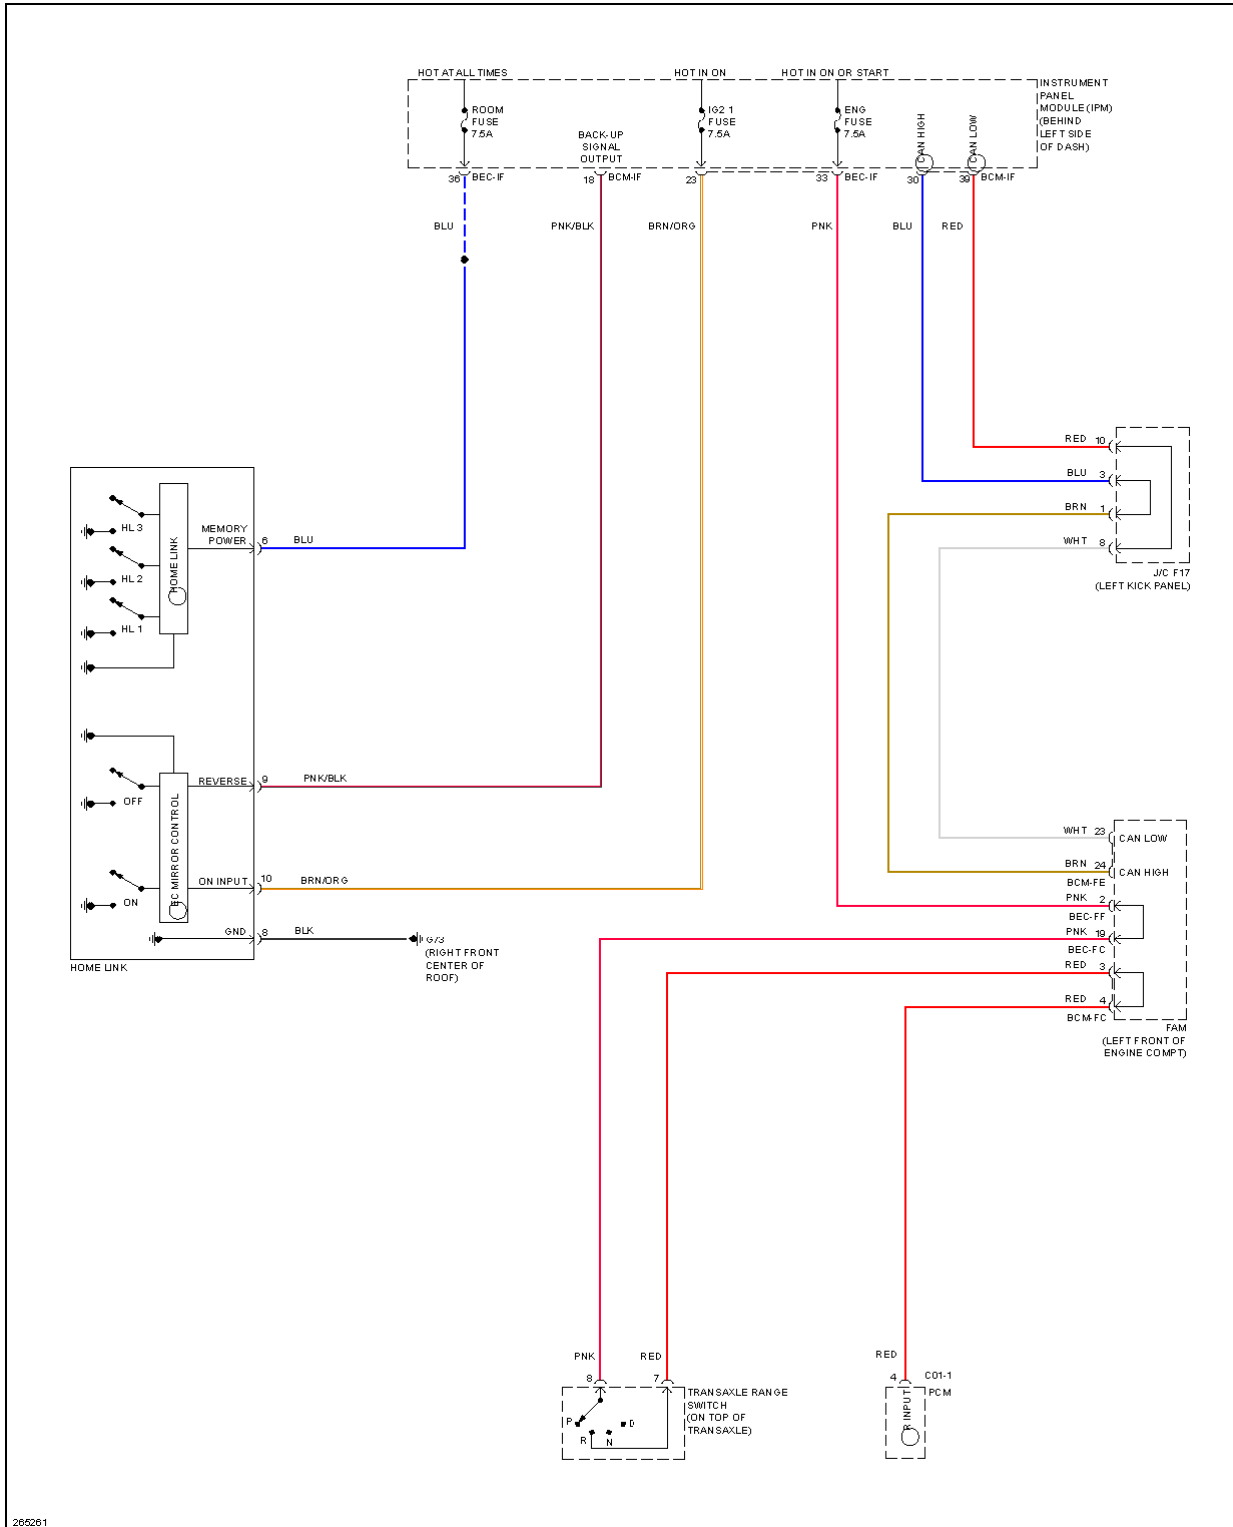 HOT AT ALL TIMES
HOT IN ON
HOT IN ON OR START
ROOM
FUSE
7.5A
BACK-UP
SIGNAL
OUTPUT
IG2 1
FUSE
7.5A
ENG
FUSE
7.5A
CAN HIGH
CAN LOW
INSTRUMENT
PANEL
MODULE (IPM)
(BEHIND
LEFT SIDE
OF DASH)
36 BEC-IF
18 BCM-IF
23
33 BEC-IF
30
39 BCM-IF
BLU
PNK/BLK
BRN/ORG
PNK
BLU
RED
RED 10
BLU 3
BRN 1
WHT 8
J/C F17
(LEFT KICK PANEL)
HL 3
HL 2
HL 1
HOME LINK
MEMORY
POWER
6 BLU
OFF
ON
EC MIRROR CONTROL
REVERSE
9 PNK/BLK
ON INPUT
10 BRN/ORG
GND
8 BLK
G73
(RIGHT FRONT
CENTER OF
ROOF)
HOME LINK
WHT 23 CAN LOW
BRN 24 CAN HIGH
BCM-FE
PNK 2
BEC-FF
PNK 19
BEC-FC
RED 3
RED 4
BCM-FC
FAM
(LEFT FRONT OF
ENGINE COMPT)
PNK
RED
8
7
P
R
N
D
TRANSAXLE RANGE
SWITCH
(ON TOP OF
TRANSAXLE)
RED
4 C01-1
PCM
R INPUT
265261